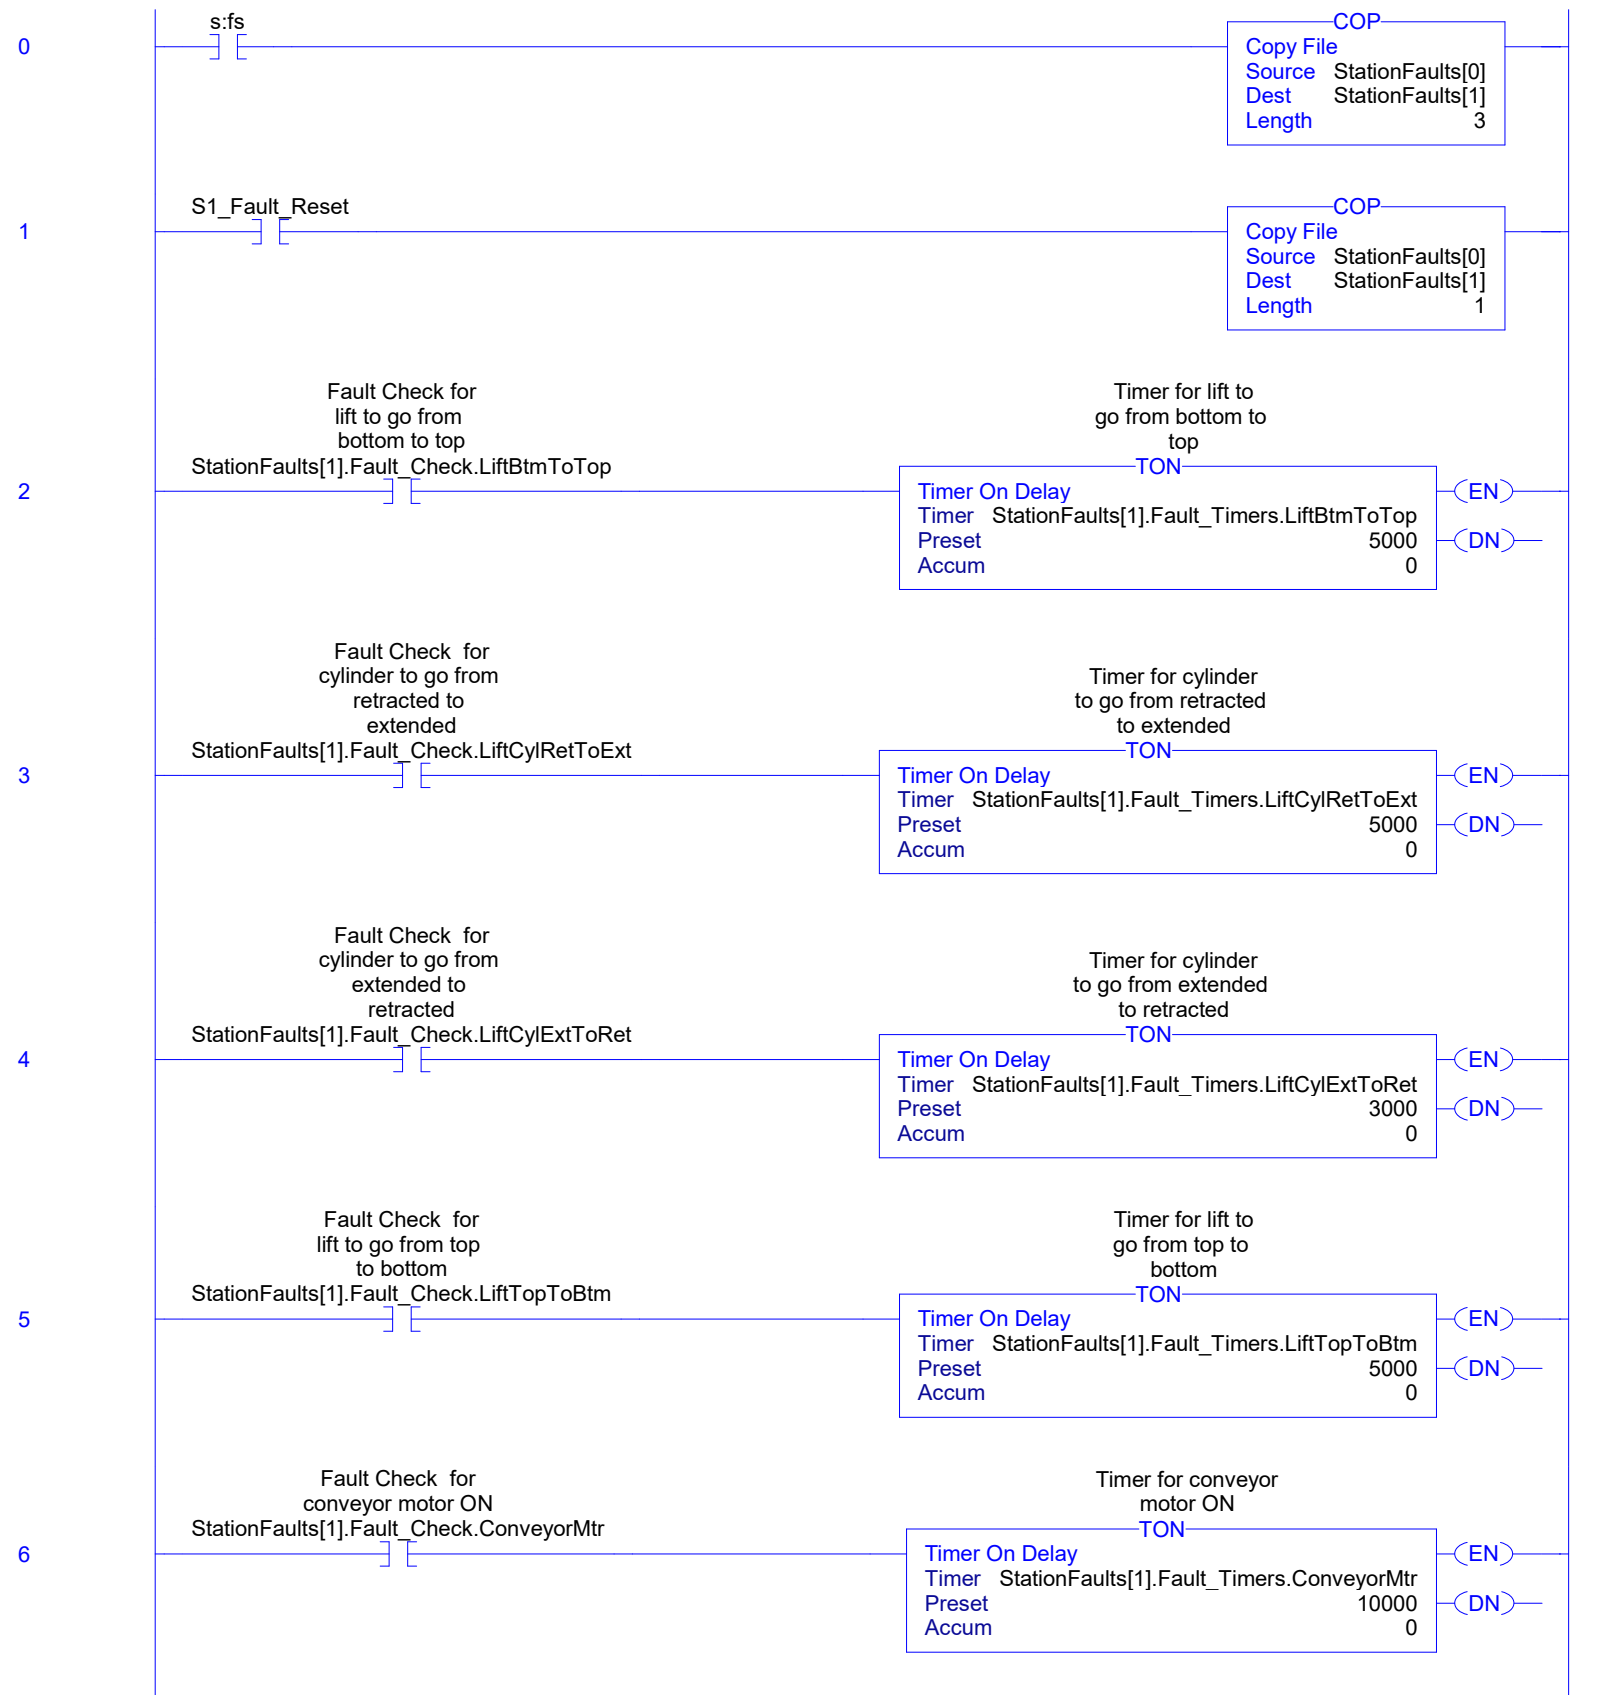 0
s:fs
COP
Copy File
Source StationFaults[0]
Dest StationFaults[1]
Length 3
1
S1_Fault_Reset
COP
Copy File
Source StationFaults[0]
Dest StationFaults[1]
Length 1
2
Fault Check for
lift to go from
bottom to top
StationFaults[1].Fault_Check.LiftBtmToTop
Timer for lift to
go from bottom to
top
TON
Timer On Delay
Timer StationFaults[1].Fault_Timers.LiftBtmToTop
Preset 5000
Accum 0
EN
DN
3
Fault Check  for
cylinder to go from
retracted to
extended
StationFaults[1].Fault_Check.LiftCylRetToExt
Timer for cylinder
to go from retracted
to extended
TON
Timer On Delay
Timer StationFaults[1].Fault_Timers.LiftCylRetToExt
Preset 5000
Accum 0
EN
DN
4
Fault Check  for
cylinder to go from
extended to
retracted
StationFaults[1].Fault_Check.LiftCylExtToRet
Timer for cylinder
to go from extended
to retracted
TON
Timer On Delay
Timer StationFaults[1].Fault_Timers.LiftCylExtToRet
Preset 3000
Accum 0
EN
DN
5
Fault Check  for
lift to go from top
to bottom
StationFaults[1].Fault_Check.LiftTopToBtm
Timer for lift to
go from top to
bottom
TON
Timer On Delay
Timer StationFaults[1].Fault_Timers.LiftTopToBtm
Preset 5000
Accum 0
EN
DN
6
Fault Check  for
conveyor motor ON
StationFaults[1].Fault_Check.ConveyorMtr
Timer for conveyor
motor ON
TON
Timer On Delay
Timer StationFaults[1].Fault_Timers.ConveyorMtr
Preset 10000
Accum 0
EN
DN